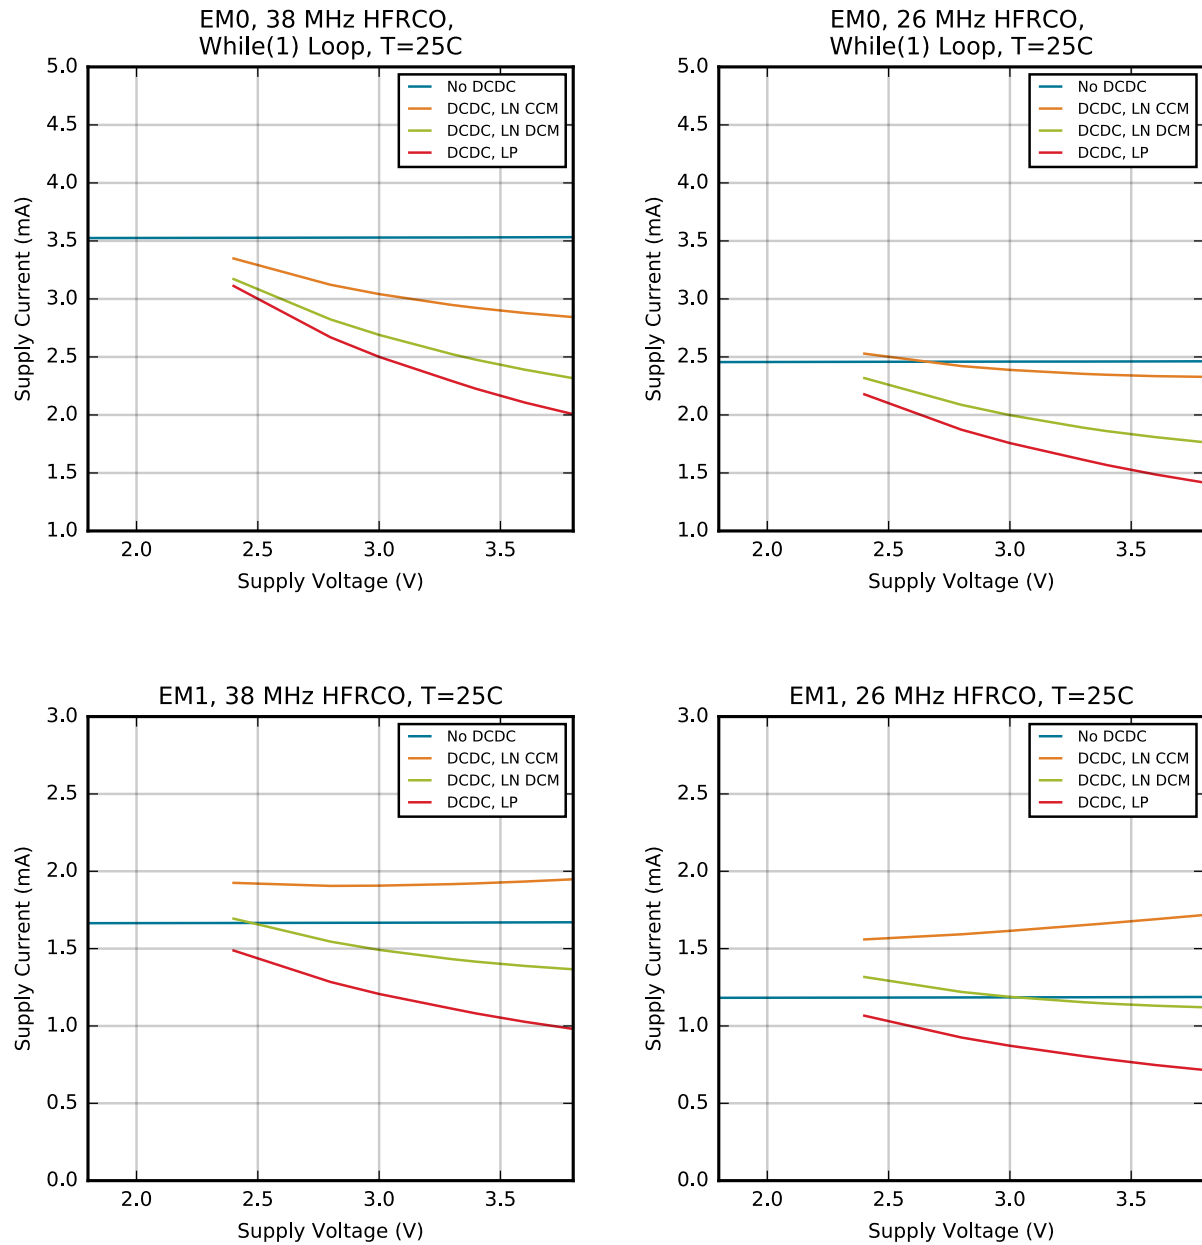 EM0, 38 MHz HFRCO,
While(1) Loop, T=25C
5.0
4.5
4.0
3.5
3.0
2.5
2.0
1.5
1.0
Supply Current (mA)
No DCDC
DCDC, LN CCM
DCDC, LN DCM
DCDC, LP
2.0 2.5 3.0 3.5
Supply Voltage (V)
EM0, 26 MHz HFRCO,
While(1) Loop, T=25C
5.0
4.5
4.0
3.5
3.0
2.5
2.0
1.5
1.0
Supply Current (mA)
No DCDC
DCDC, LN CCM
DCDC, LN DCM
DCDC, LP
2.0 2.5 3.0 3.5
Supply Voltage (V)
EM1, 38 MHz HFRCO, T=25C
3.0
2.5
2.0
1.5
1.0
0.5
0.0
Supply Current (mA)
No DCDC
DCDC, LN CCM
DCDC, LN DCM
DCDC, LP
2.0 2.5 3.0 3.5
Supply Voltage (V)
EM1, 26 MHz HFRCO, T=25C
3.0
2.5
2.0
1.5
1.0
0.5
0.0
Supply Current (mA)
No DCDC
DCDC, LN CCM
DCDC, LN DCM
DCDC, LP
2.0 2.5 3.0 3.5
Supply Voltage (V)